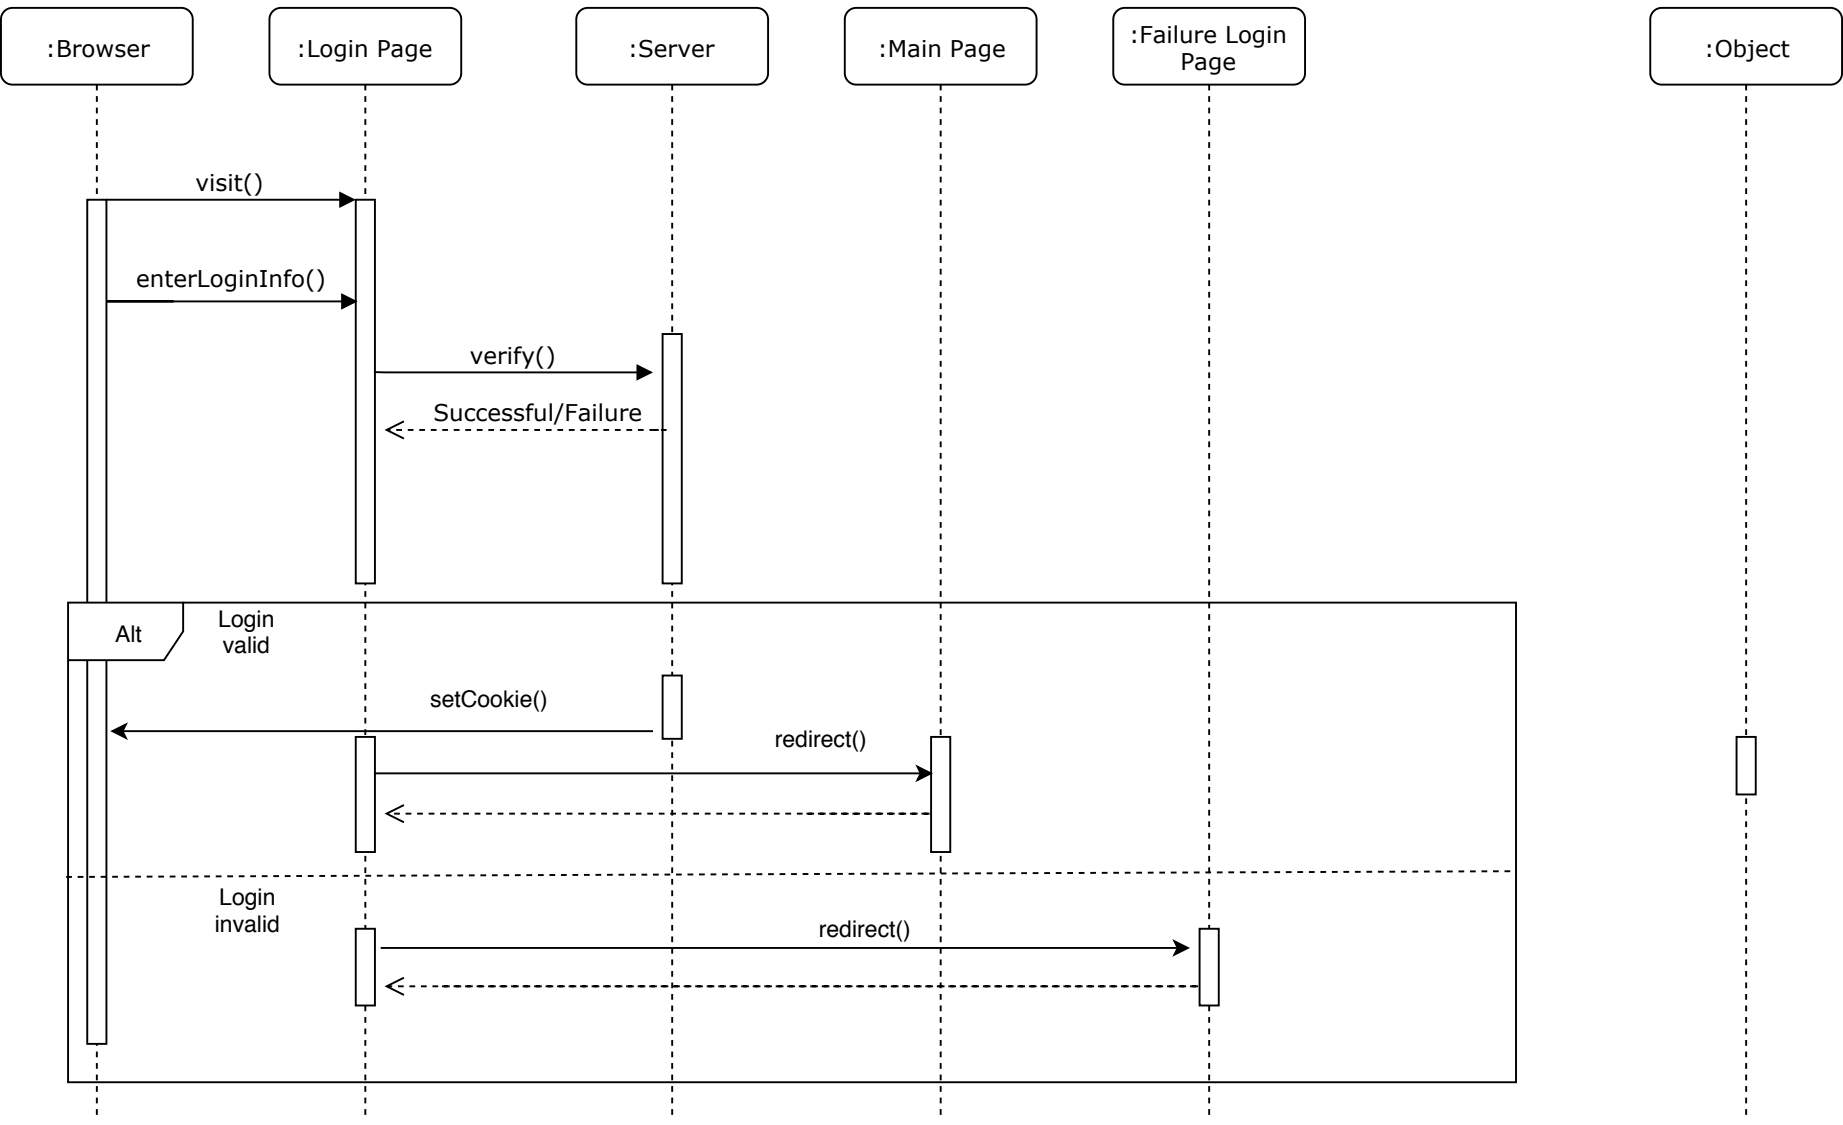 :Browser
:Login Page
:Server
:Main Page
:Failure Login
Page
:Object
visit()
enterLoginInfo()
verify()
Successful/Failure
Alt
Login
valid
setCookie()
redirect()
Login
invalid
redirect()